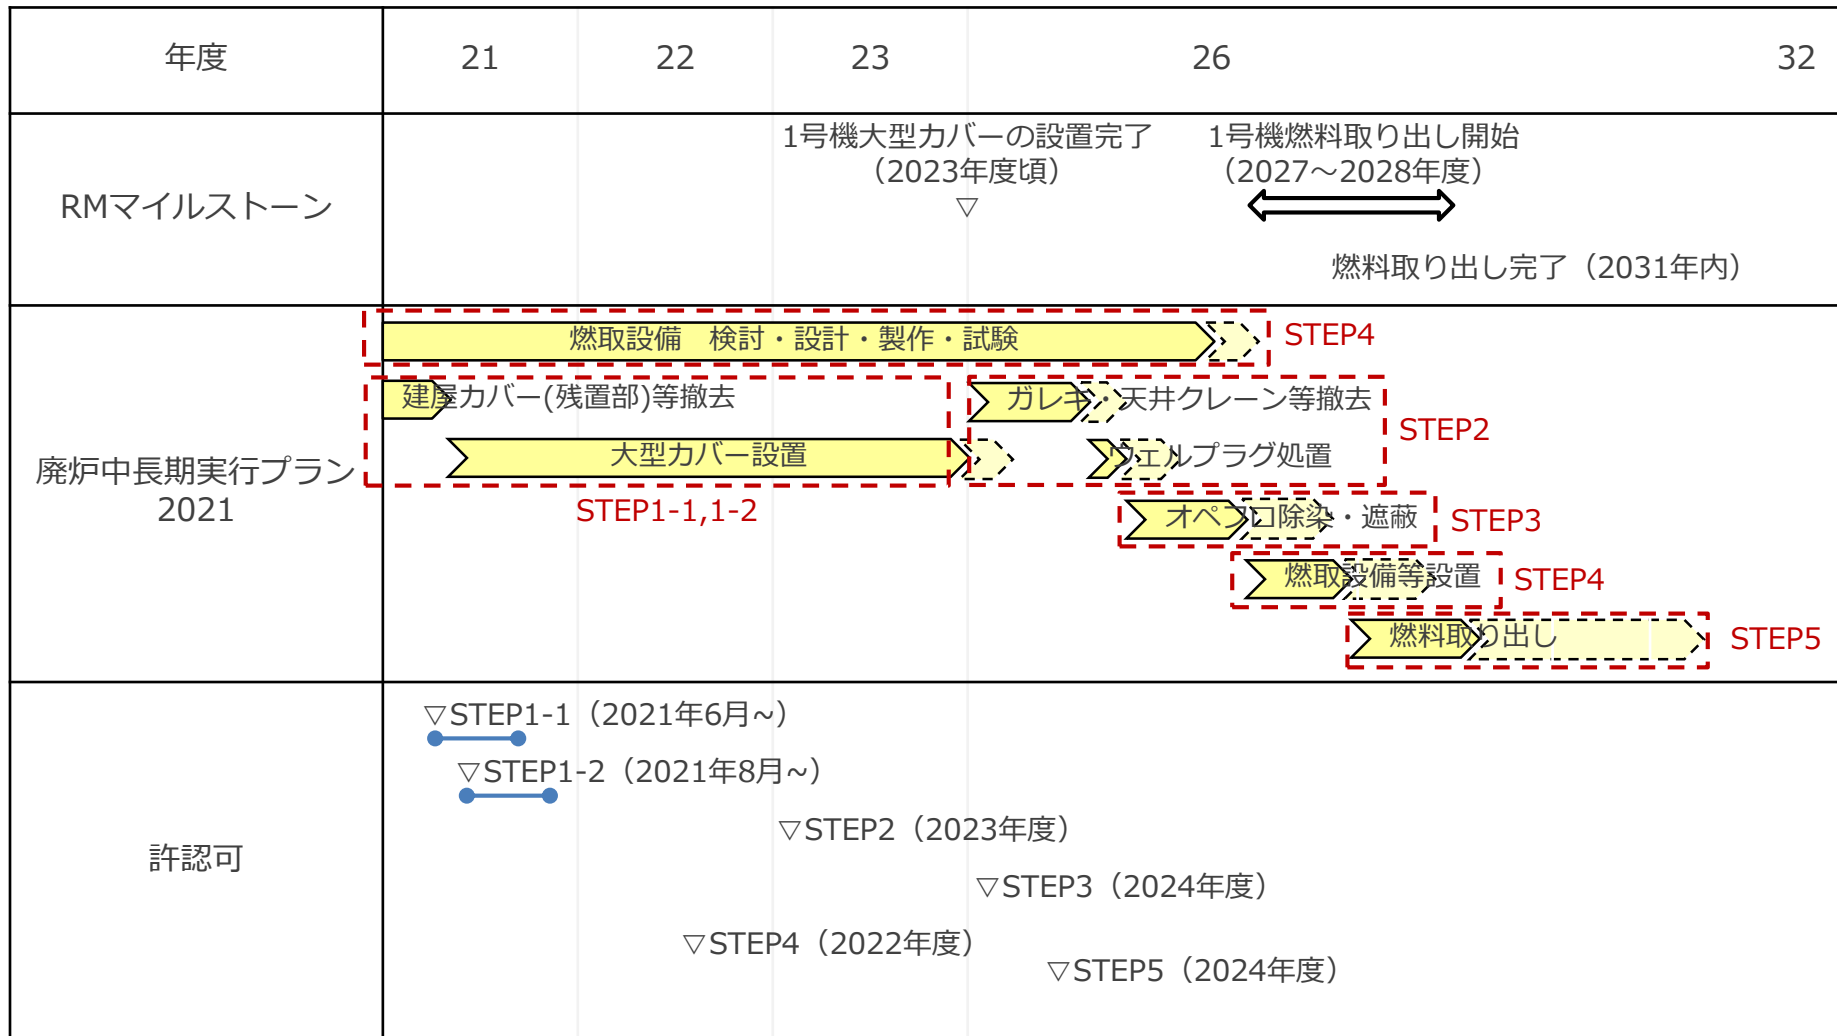 年度
21
22
23
26
32
RMマイルストーン
1号機大型カバーの設置完了
（2023年度頃）
▽
1号機燃料取り出し開始
（2027～2028年度）
燃料取り出し完了（2031年内）
廃炉中長期実行プラン
2021
燃取設備　検討・設計・製作・試験
STEP4
建屋カバー(残置部)等撤去
ガレキ・天井クレーン等撤去
STEP2
大型カバー設置
ウェルプラグ処置
STEP1-1,1-2
オペフロ除染・遮蔽
STEP3
燃取設備等設置
STEP4
燃料取り出し
STEP5
許認可
▽STEP1-1（2021年6月~）
▽STEP1-2（2021年8月~）
▽STEP2（2023年度）
▽STEP3（2024年度）
▽STEP4（2022年度）
▽STEP5（2024年度）